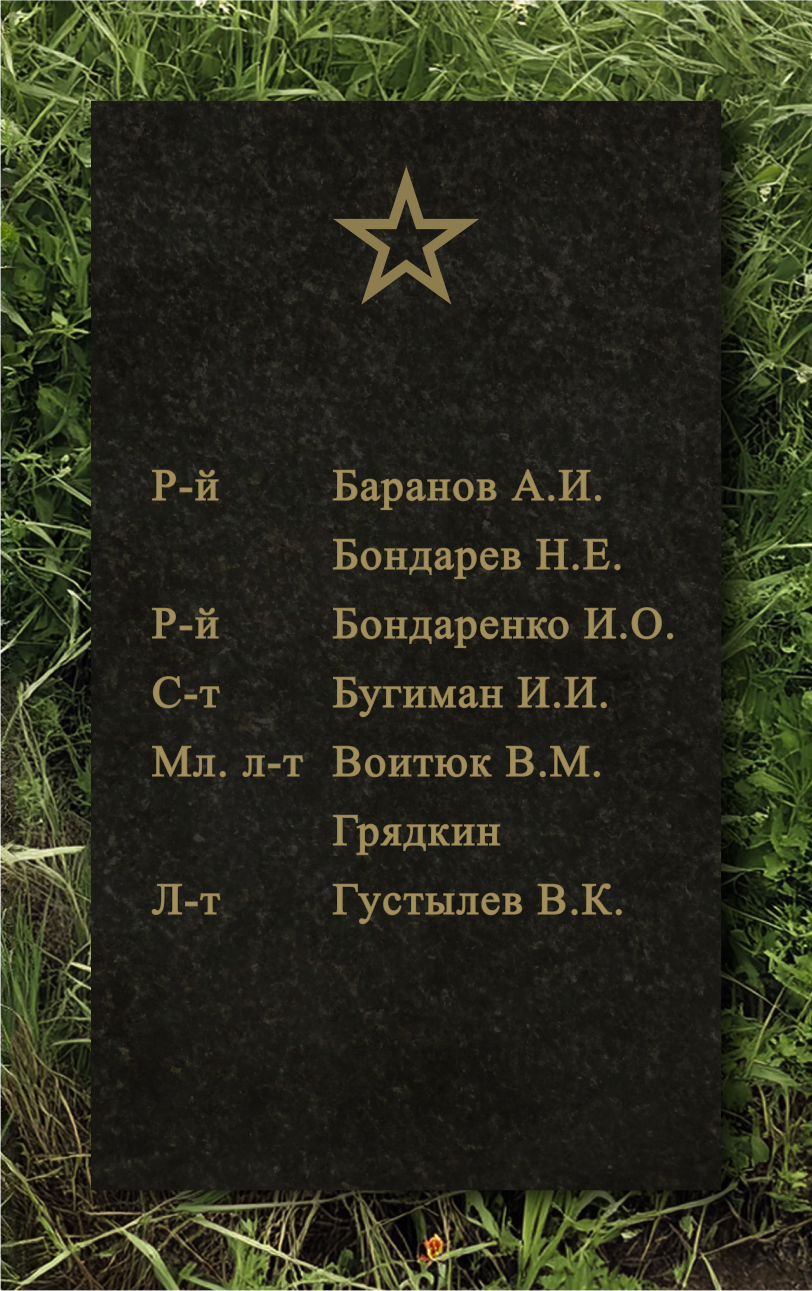 Р-й Баранов А.И.
Бондарев Н.Е.
Р-й Бондаренко И.О.
С-т Бугиман И.И.
Мл. л-т Воитюк В.М.
Грядкин
Л-т Густылев В.К.